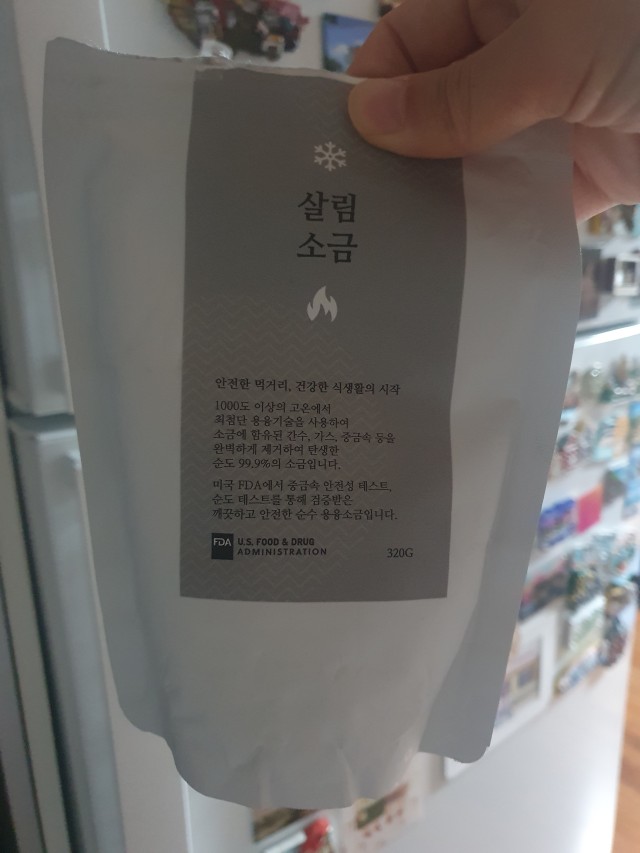 살림
소금
안전한 먹거리, 건강한 식생활의 시작
1000도 이상의 고온에서
최첨단 용융기술을 사용하여
소금에 함유된 간수, 가스, 중금속 등을
완벽하게 제거하여 탄생한
순도 99.9%의 소금입니다.
미국 FDA에서 중금속 안전성 테스트,
순도 테스트를 통해 검증받은
깨끗하고 안전한 순수 용융소금입니다.
FDA U.S. FOOD & DRUG
ADMINISTRATION
320G